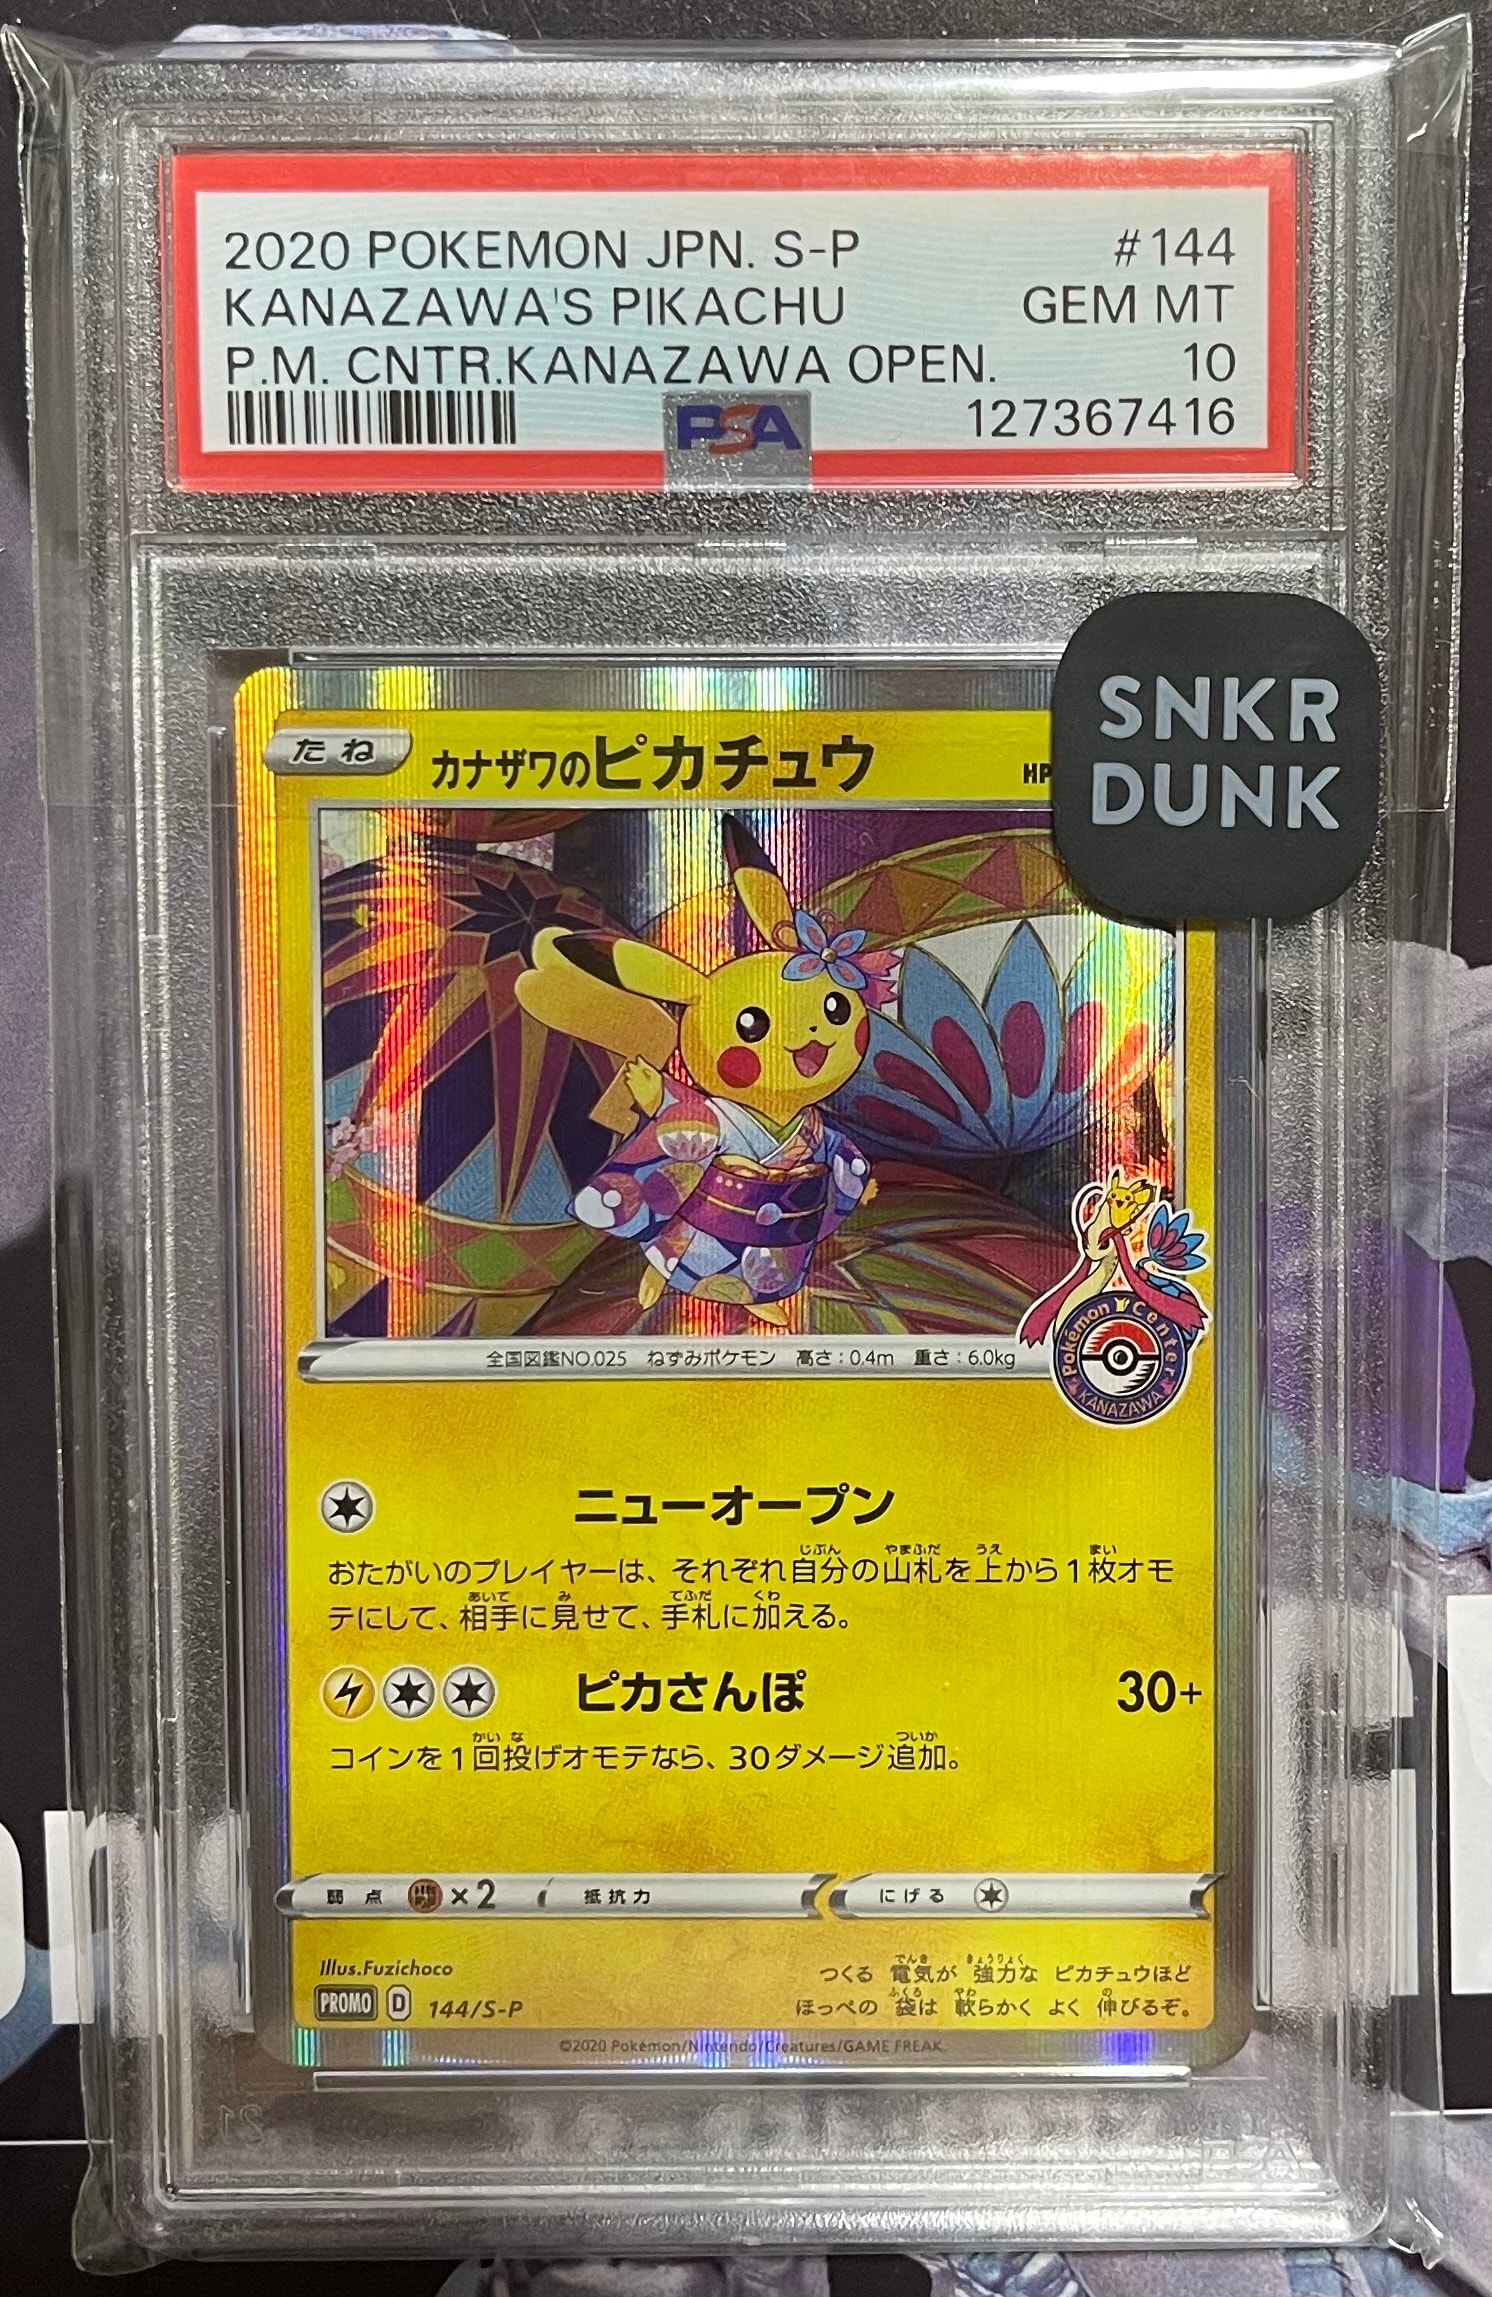 2020 POKEMON JPN. S-P #144
KANAZAWA'S PIKACHU GEM MT
P.M. CNTR.KANAZAWA OPEN. 10
PSA 127367416
SNKR
DUNK
たね カナザワのピカチュウ HP
Pokémon Center
KANAZAWA
全国図鑑NO.025 ねずみポケモン 高さ:0.4m 重さ:6.0kg
ニューオープン
おたがいのプレイヤーは、それぞれ自分の山札を上から1枚オモ
テにして、相手に見せて、手札に加える。
ピカさんぽ 30+
コインを1回投げオモテなら、30ダメージ追加。
弱点 ×2 抵抗力 にげる
Illus.Fuzichoco
PROMO D 144/S-P
つくる 電気が 強力な ピカチュウほど
ほっぺの 袋は 軟らかく よく 伸びるぞ。
©2020 Pokémon/Nintendo/Creatures/GAME FREAK.